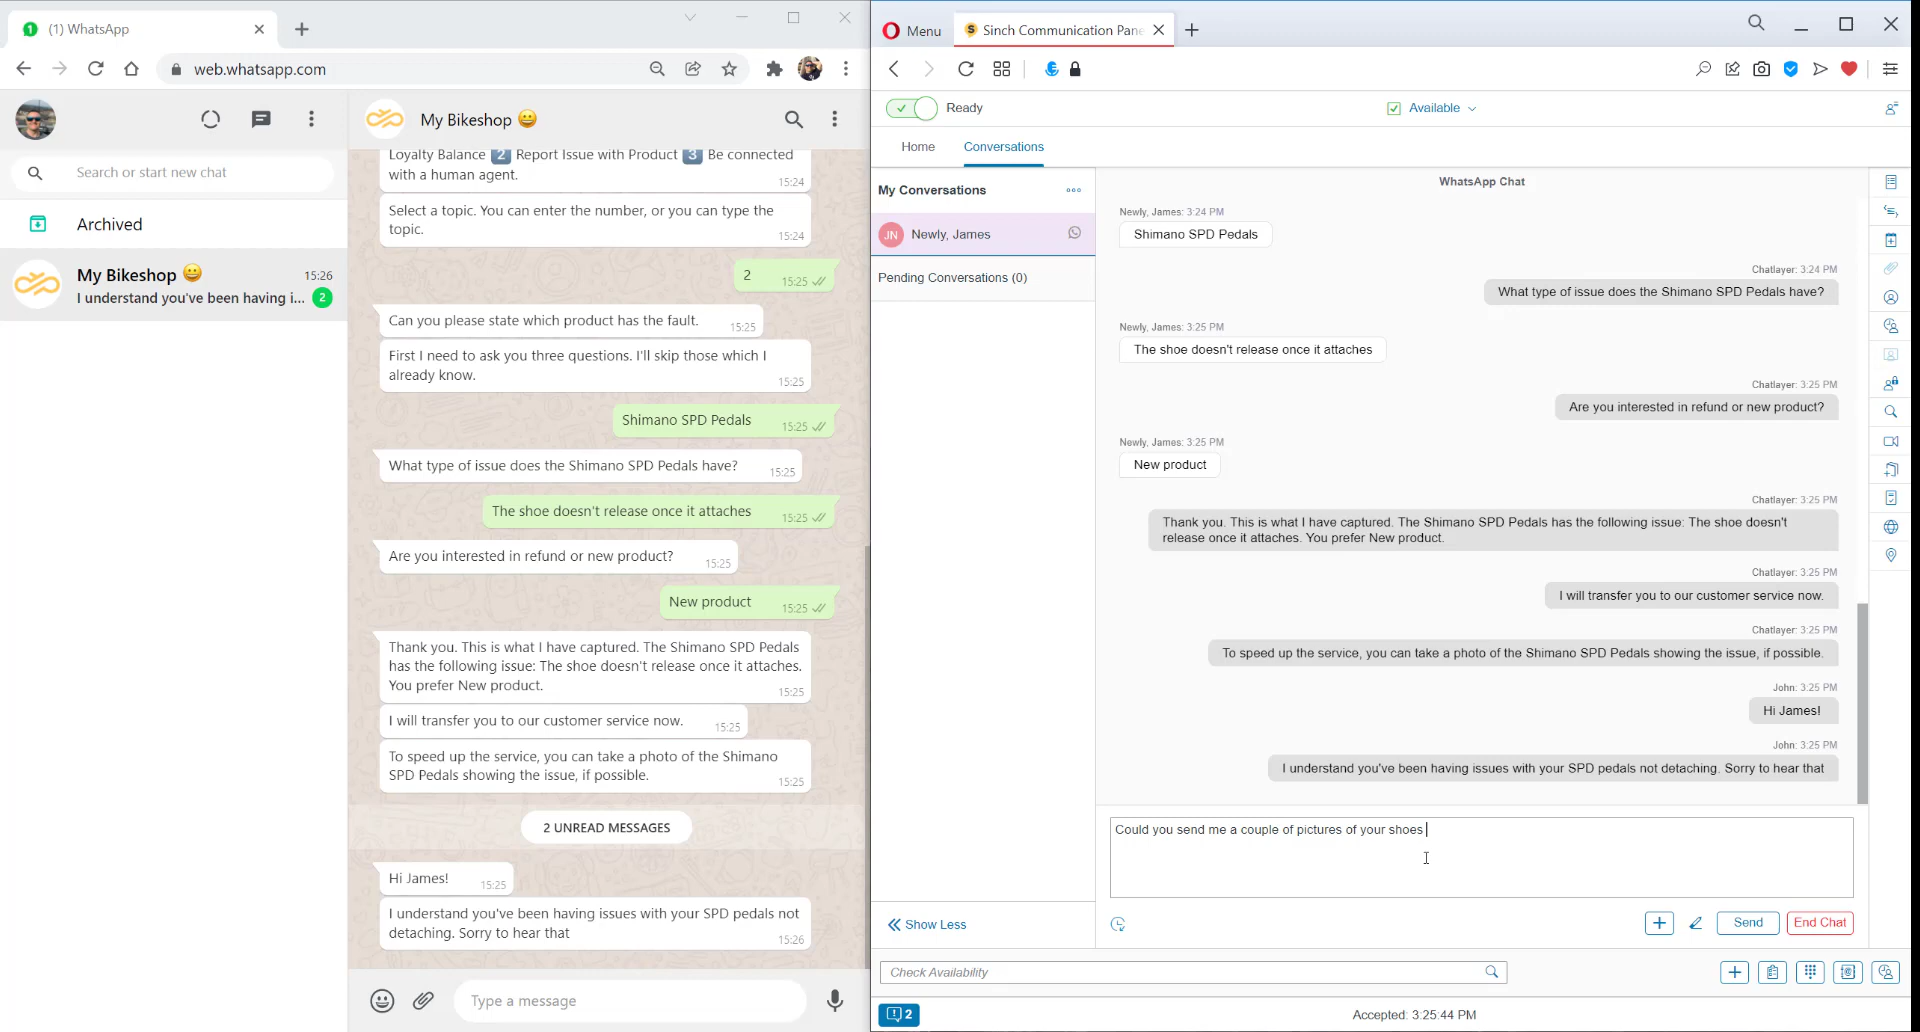 (1) WhatsApp
web.whatsapp.com
Search or start new chat
Archived
My Bikeshop 😀
15:26
I understand you've been having i...
2
My Bikeshop 😀
Loyalty Balance 2 Report Issue with Product 3 Be connected
with a human agent.
15:24
Select a topic. You can enter the number, or you can type the
topic.
15:24
2
15:25
Can you please state which product has the fault.
15:25
First I need to ask you three questions. I'll skip those which I
already know.
15:25
Shimano SPD Pedals
15:25
What type of issue does the Shimano SPD Pedals have?
15:25
The shoe doesn't release once it attaches
15:25
Are you interested in refund or new product?
15:25
New product
15:25
Thank you. This is what I have captured. The Shimano SPD Pedals
has the following issue: The shoe doesn't release once it attaches.
You prefer New product.
15:25
I will transfer you to our customer service now.
15:25
To speed up the service, you can take a photo of the Shimano
SPD Pedals showing the issue, if possible.
15:25
2 UNREAD MESSAGES
Hi James!
15:25
I understand you've been having issues with your SPD pedals not
detaching. Sorry to hear that
15:26
Type a message
Menu
Sinch Communication Pane
Ready
Available
Home
Conversations
My Conversations
JN
Newly, James
Pending Conversations (0)
Show Less
WhatsApp Chat
Newly, James: 3:24 PM
Shimano SPD Pedals
Chatlayer: 3:24 PM
What type of issue does the Shimano SPD Pedals have?
Newly, James: 3:25 PM
The shoe doesn't release once it attaches
Chatlayer: 3:25 PM
Are you interested in refund or new product?
Newly, James: 3:25 PM
New product
Chatlayer: 3:25 PM
Thank you. This is what I have captured. The Shimano SPD Pedals has the following issue: The shoe doesn't
release once it attaches. You prefer New product.
Chatlayer: 3:25 PM
I will transfer you to our customer service now.
Chatlayer: 3:25 PM
To speed up the service, you can take a photo of the Shimano SPD Pedals showing the issue, if possible.
John: 3:25 PM
Hi James!
John: 3:25 PM
I understand you've been having issues with your SPD pedals not detaching. Sorry to hear that
Could you send me a couple of pictures of your shoes
Send
End Chat
Check Availability
2
Accepted: 3:25:44 PM